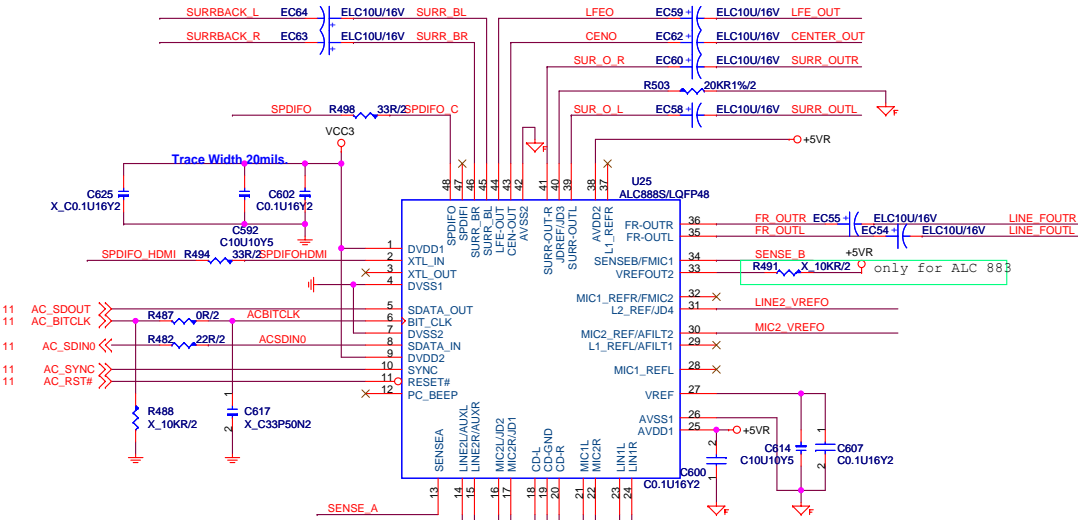 SURRBACK_L EC64 ELC10U/16V SURR_BL LFEO EC59 ELC10U/16V LFE_OUT
SURRBACK_R EC63 ELC10U/16V SURR_BR CENO EC62 ELC10U/16V CENTER_OUT
SUR_O_R EC60 ELC10U/16V SURR_OUTR
R503 20KR1%/2
SPDIFO R498 33R/2 SPDIFO_C SUR_O_L EC58 ELC10U/16V SURR_OUTL
F
VCC3
+5VR
F
Trace Width 20mils.
48 47 46 45 44 43 42 41 40 39 38 37
U25
ALC888S/LQFP48
C625
X_C0.1U16Y2
C592
C10U10Y5
C602
C0.1U16Y2
SPDIFO
SPDIFI
SURR_BR
SURR_BL
LFE-OUT
CEN-OUT
AVSS2
SURR-OUT-R
JDREF/JD3
SURR-OUTL
AVDD2
L1_REFR
FR-OUTR 36 FR_OUTR EC55 ELC10U/16V LINE_FOUTR
FR-OUTL 35 FR_OUTL EC54 ELC10U/16V LINE_FOUTL
1 DVDD1
SPDIFO_HDMI R494 33R/2 SPDIFOHDMI 2 XTL_IN
3 XTL_OUT
4 DVSS1
SENSEB/FMIC1 34 SENSE_B +5VR
VREFOUT2 33 R491 X_10KR/2 only for ALC 883
MIC1_REFR/FMIC2 32
L2_REF/JD4 31 LINE2_VREFO
11 AC_SDOUT 5 SDATA_OUT
11 AC_BITCLK R487 0R/2 ACBITCLK 6 BIT_CLK
7 DVSS2
MIC2_REF/AFILT2 30 MIC2_VREFO
11 AC_SDIN0 R482 22R/2 ACSDIN0 8 SDATA_IN
L1_REFL/AFILT1 29
9 DVDD2
11 AC_SYNC 10 SYNC
MIC1_REFL 28
11 AC_RST# 11 RESET#
12 PC_BEEP
VREF 27
R488
X_10KR/2
1
C617
X_C33P50N2
2
AVSS1 26
AVDD1 25 +5VR
SENSEA
LINE2L/AUXL
LINE2R/AUXR
MIC2L/JD2
MIC2R/JD1
CD-L
CD-GND
CD-R
MIC1L
MIC2R
LIN1L
LIN1R
2
C600
C0.1U16Y2
1
C614
C10U10Y5
1
C607
C0.1U16Y2
2
13 14 15 16 17 18 19 20 21 22 23 24
SENSE_A
F
F